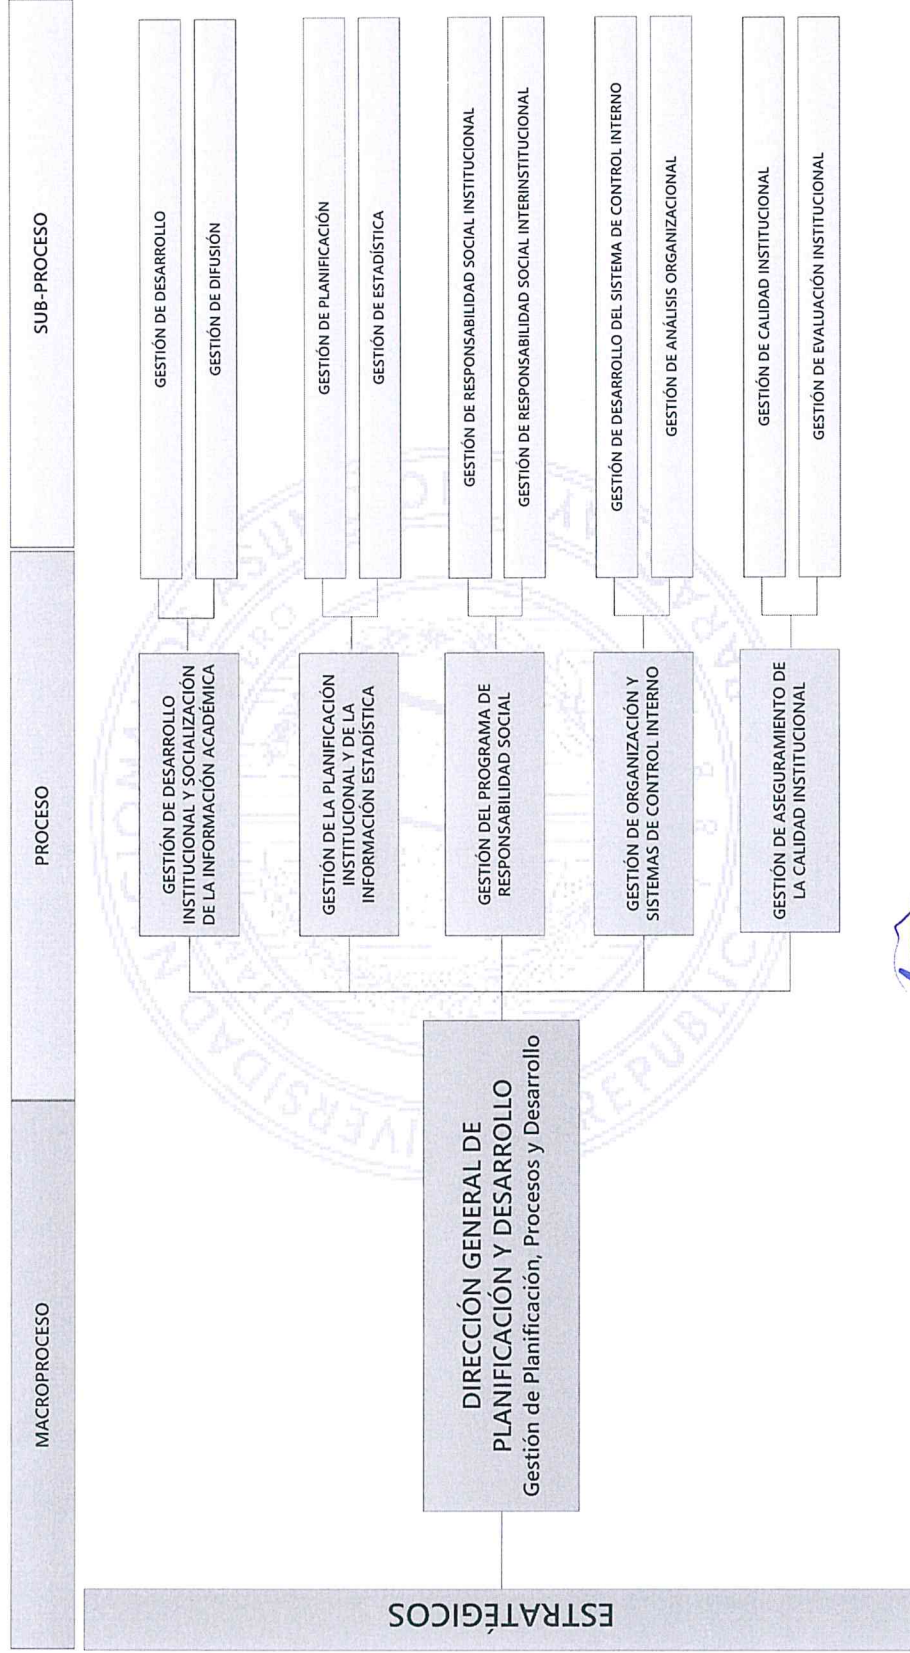 MACROPROCESO
PROCESO
SUB-PROCESO
ESTRATÉGICOS
DIRECCIÓN GENERAL DE
PLANIFICACIÓN Y DESARROLLO
Gestión de Planificación, Procesos y Desarrollo
GESTIÓN DE DESARROLLO
INSTITUCIONAL Y SOCIALIZACIÓN
DE LA INFORMACIÓN ACADÉMICA
GESTIÓN DE DESARROLLO
GESTIÓN DE DIFUSIÓN
GESTIÓN DE LA PLANIFICACIÓN
INSTITUCIONAL Y DE LA
INFORMACIÓN ESTADÍSTICA
GESTIÓN DE PLANIFICACIÓN
GESTIÓN DE ESTADÍSTICA
GESTIÓN DEL PROGRAMA DE
RESPONSABILIDAD SOCIAL
GESTIÓN DE RESPONSABILIDAD SOCIAL INSTITUCIONAL
GESTIÓN DE RESPONSABILIDAD SOCIAL INTERINSTITUCIONAL
GESTIÓN DE ORGANIZACIÓN Y
SISTEMAS DE CONTROL INTERNO
GESTIÓN DE DESARROLLO DEL SISTEMA DE CONTROL INTERNO
GESTIÓN DE ANÁLISIS ORGANIZACIONAL
GESTIÓN DE ASEGURAMIENTO DE
LA CALIDAD INSTITUCIONAL
GESTIÓN DE CALIDAD INSTITUCIONAL
GESTIÓN DE EVALUACIÓN INSTITUCIONAL